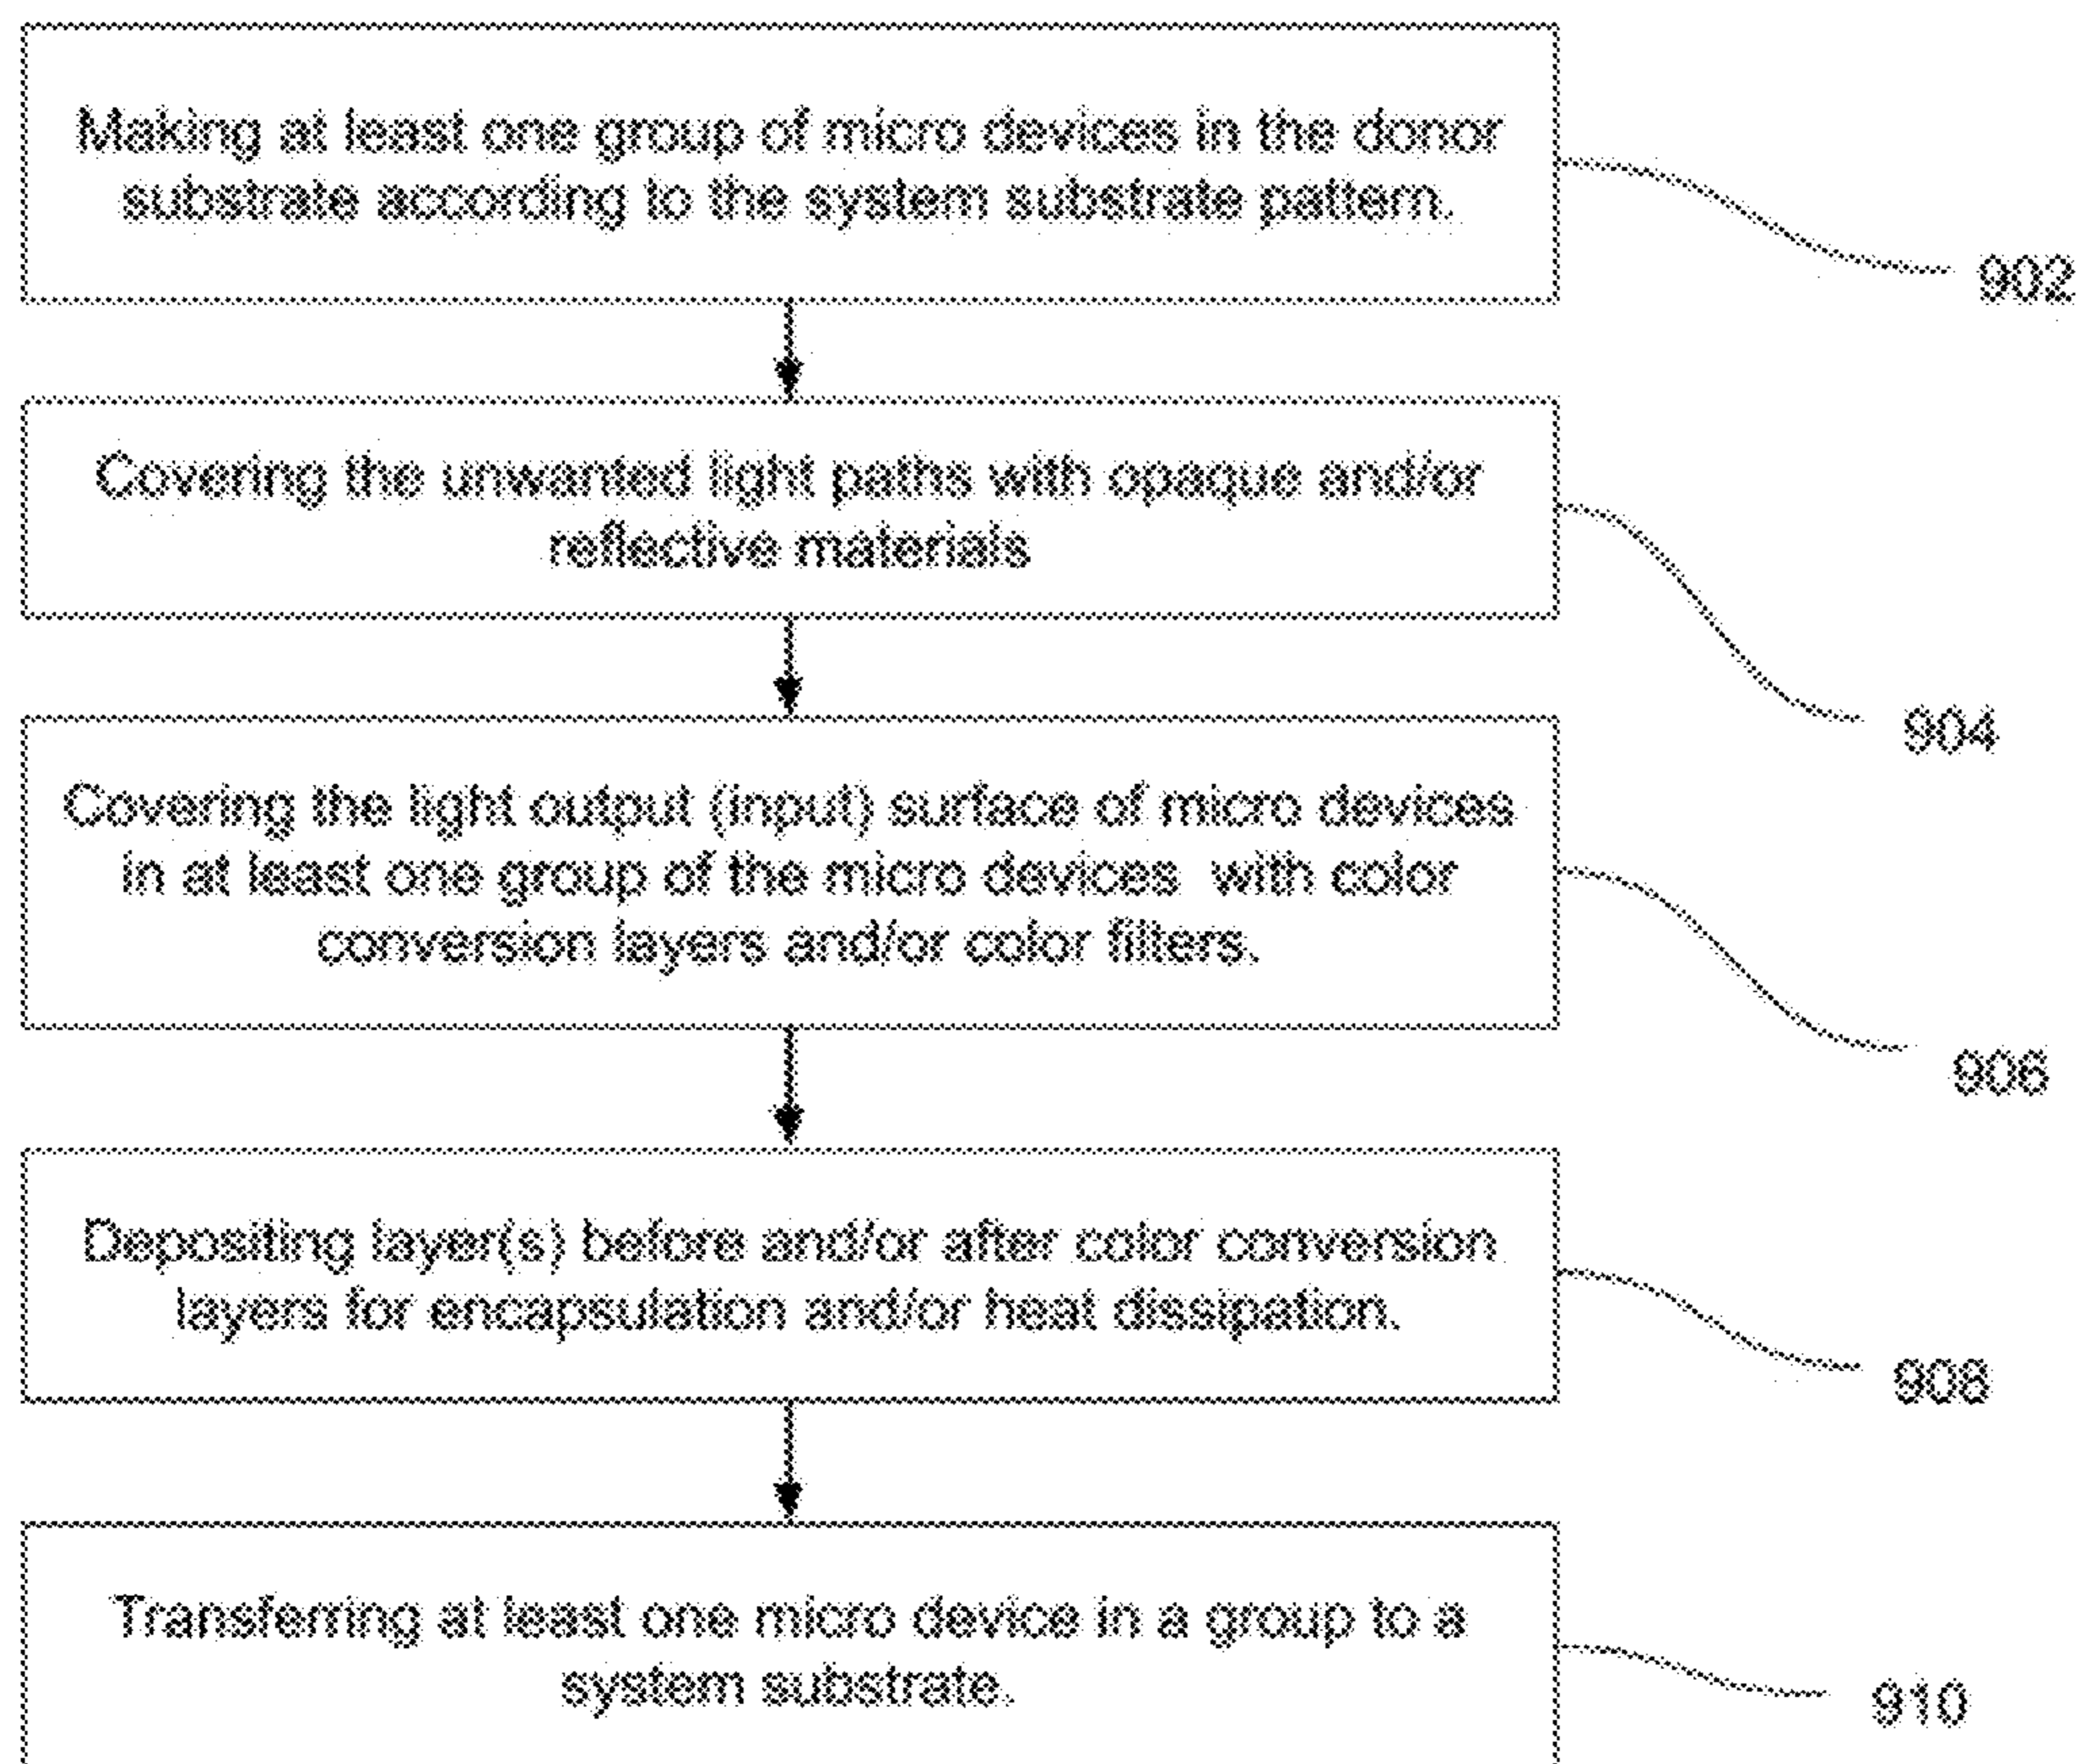 Making at least one group of micro devices in the donor
substrate according to the system substrate pattern.
902
Covering the unwanted light paths with opaque and/or
reflective materials
904
Covering the light output (input) surface of micro devices
in at least one group of the micro devices with color
conversion layers and/or color filters.
906
Depositing layer(s) before and/or after color conversion
layers for encapsulation and/or heat dissipation.
908
Transferring at least one micro device in a group to a
system substrate.
910